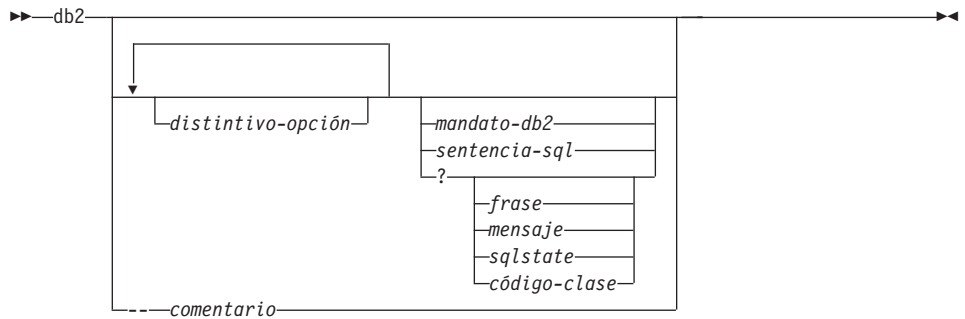 db2
distintivo-opción
mandato-db2
sentencia-sql
?
frase
mensaje
sqlstate
código-clase
-- comentario